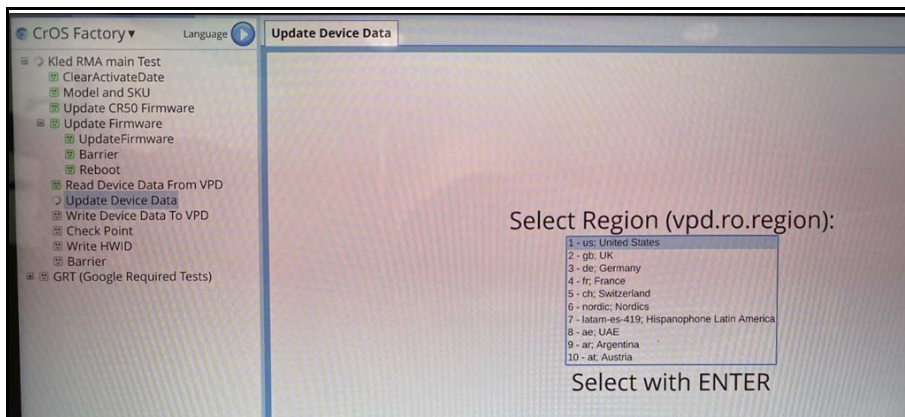 CrOS Factory▾ Language
Update Device Data
Kled RMA main Test
ClearActivateDate
Model and SKU
Update CR50 Firmware
Update Firmware
UpdateFirmware
Barrier
Reboot
Read Device Data From VPD
Update Device Data
Write Device Data To VPD
Check Point
Write HWID
Barrier
GRT (Google Required Tests)
Select Region (vpd.ro.region):
1 - us; United States
2 - gb; UK
3 - de; Germany
4 - fr; France
5 - ch; Switzerland
6 - nordic; Nordics
7 - latam-es-419; Hispanophone Latin America
8 - ae; UAE
9 - ar; Argentina
10 - at; Austria
Select with ENTER